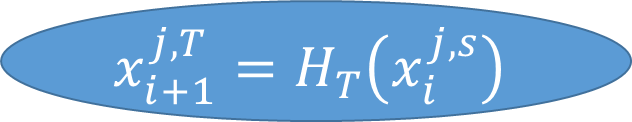 $x_{i+1}^{j,T} = H_T(x_i^{j,s})$